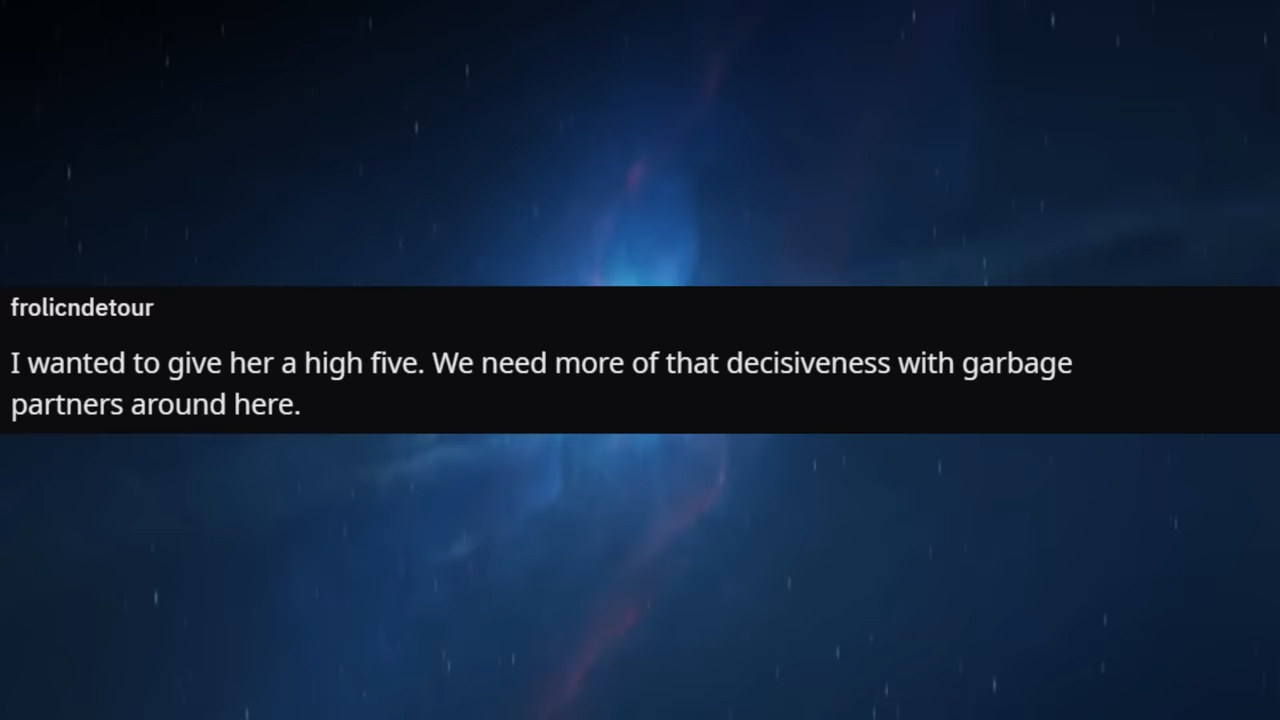 frolicndetour
I wanted to give her a high five. We need more of that decisiveness with garbage
partners around here.